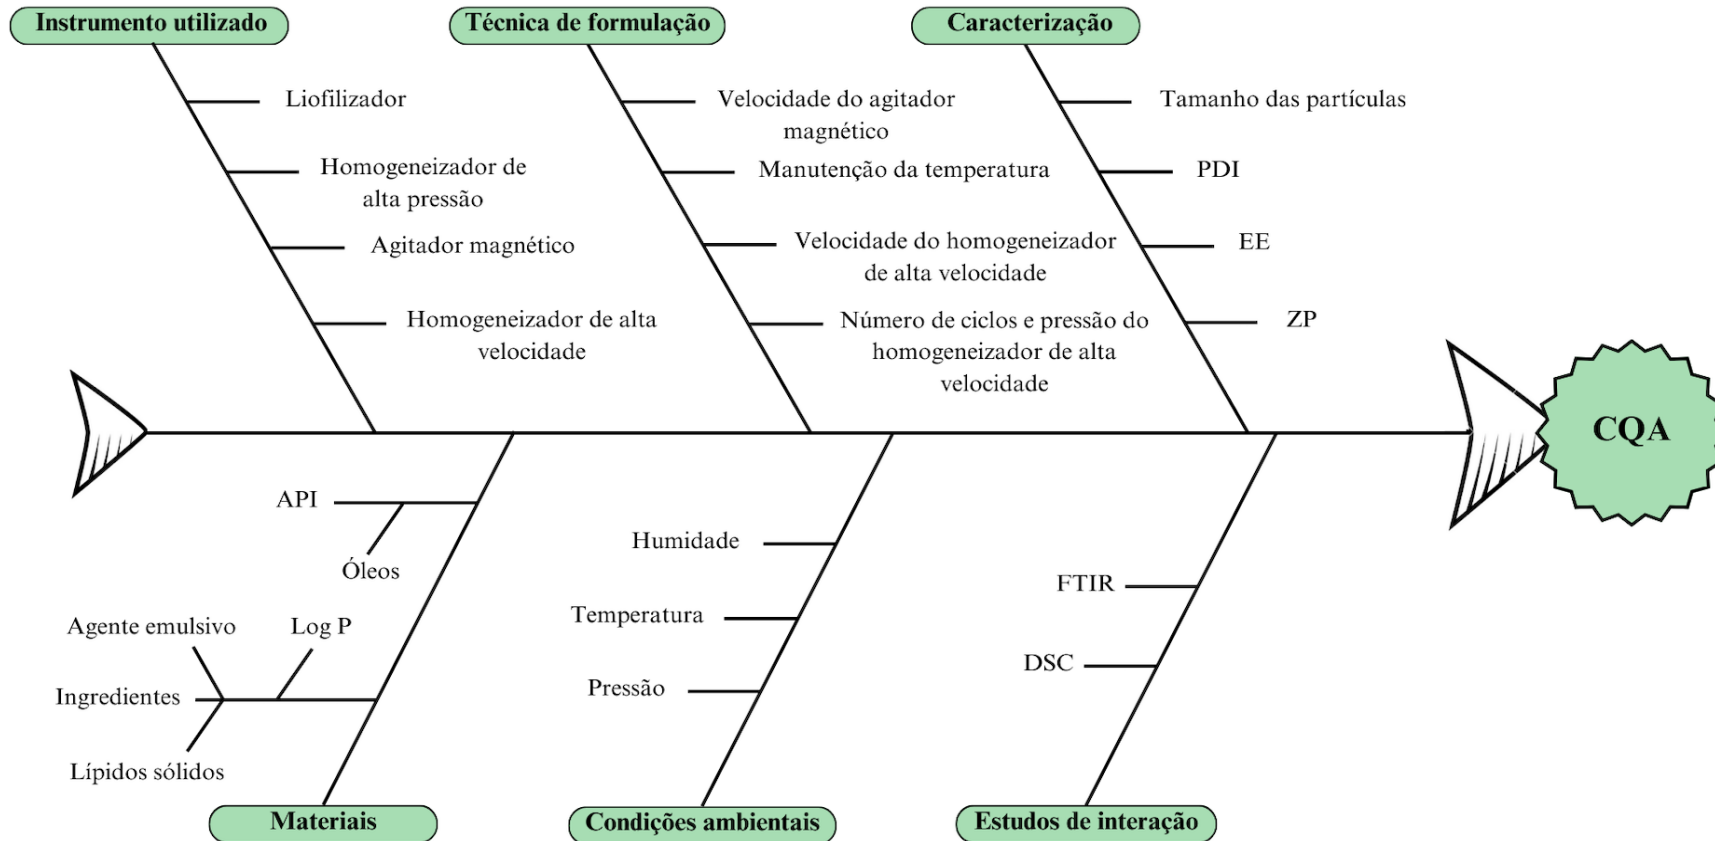 Instrumento utilizado
Técnica de formulação
Caracterização
Liofilizador
Homogeneizador de
alta pressão
Agitador magnético
Homogeneizador de alta
velocidade
Velocidade do agitador
magnético
Manutenção da temperatura
Velocidade do homogeneizador
de alta velocidade
Número de ciclos e pressão do
homogeneizador de alta
velocidade
Tamanho das partículas
PDI
EE
ZP
CQA
API
Óleos
Agente emulsivo
Log P
Ingredientes
Lípidos sólidos
Humidade
Temperatura
Pressão
FTIR
DSC
Materiais
Condições ambientais
Estudos de interação